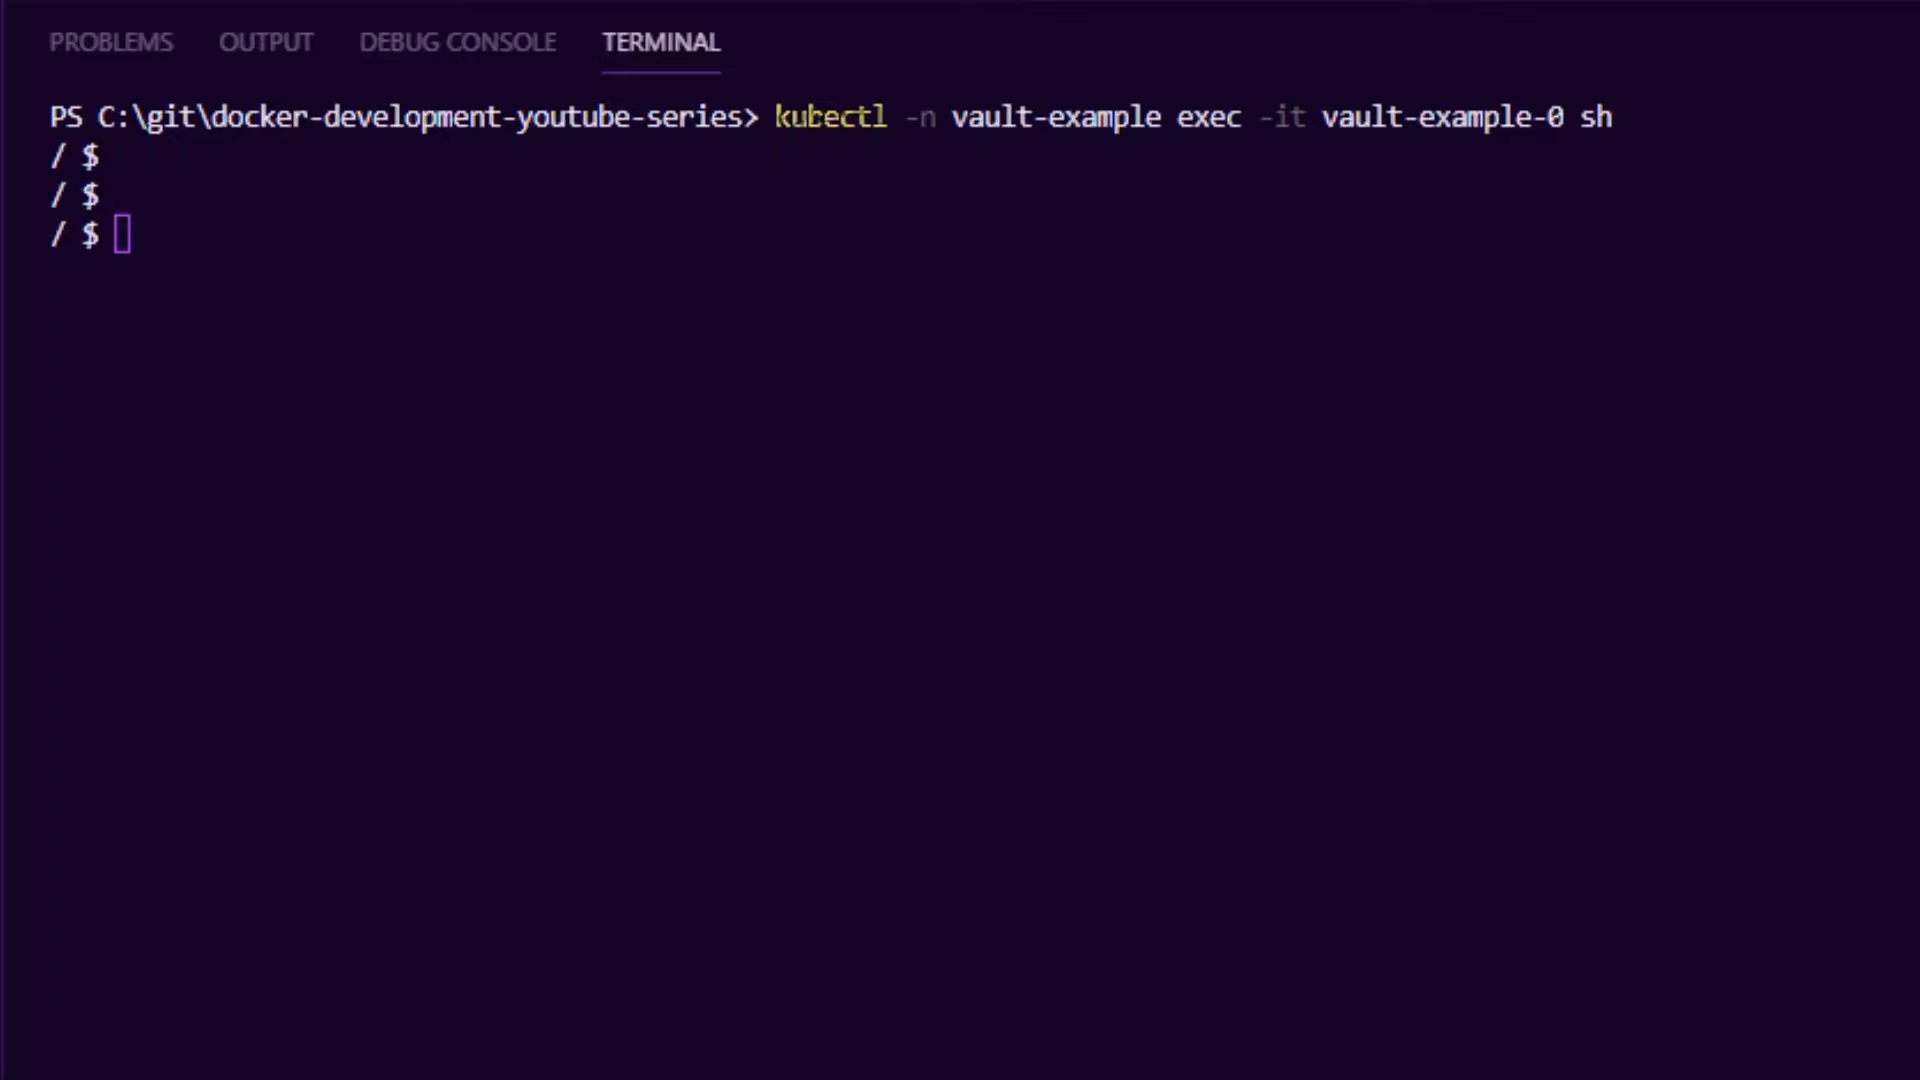 PROBLEMS OUTPUT DEBUG CONSOLE TERMINAL
PS C:\git\docker-development-youtube-series> kubectl -n vault-example exec -it vault-example-0 sh
/ $
/ $
/ $